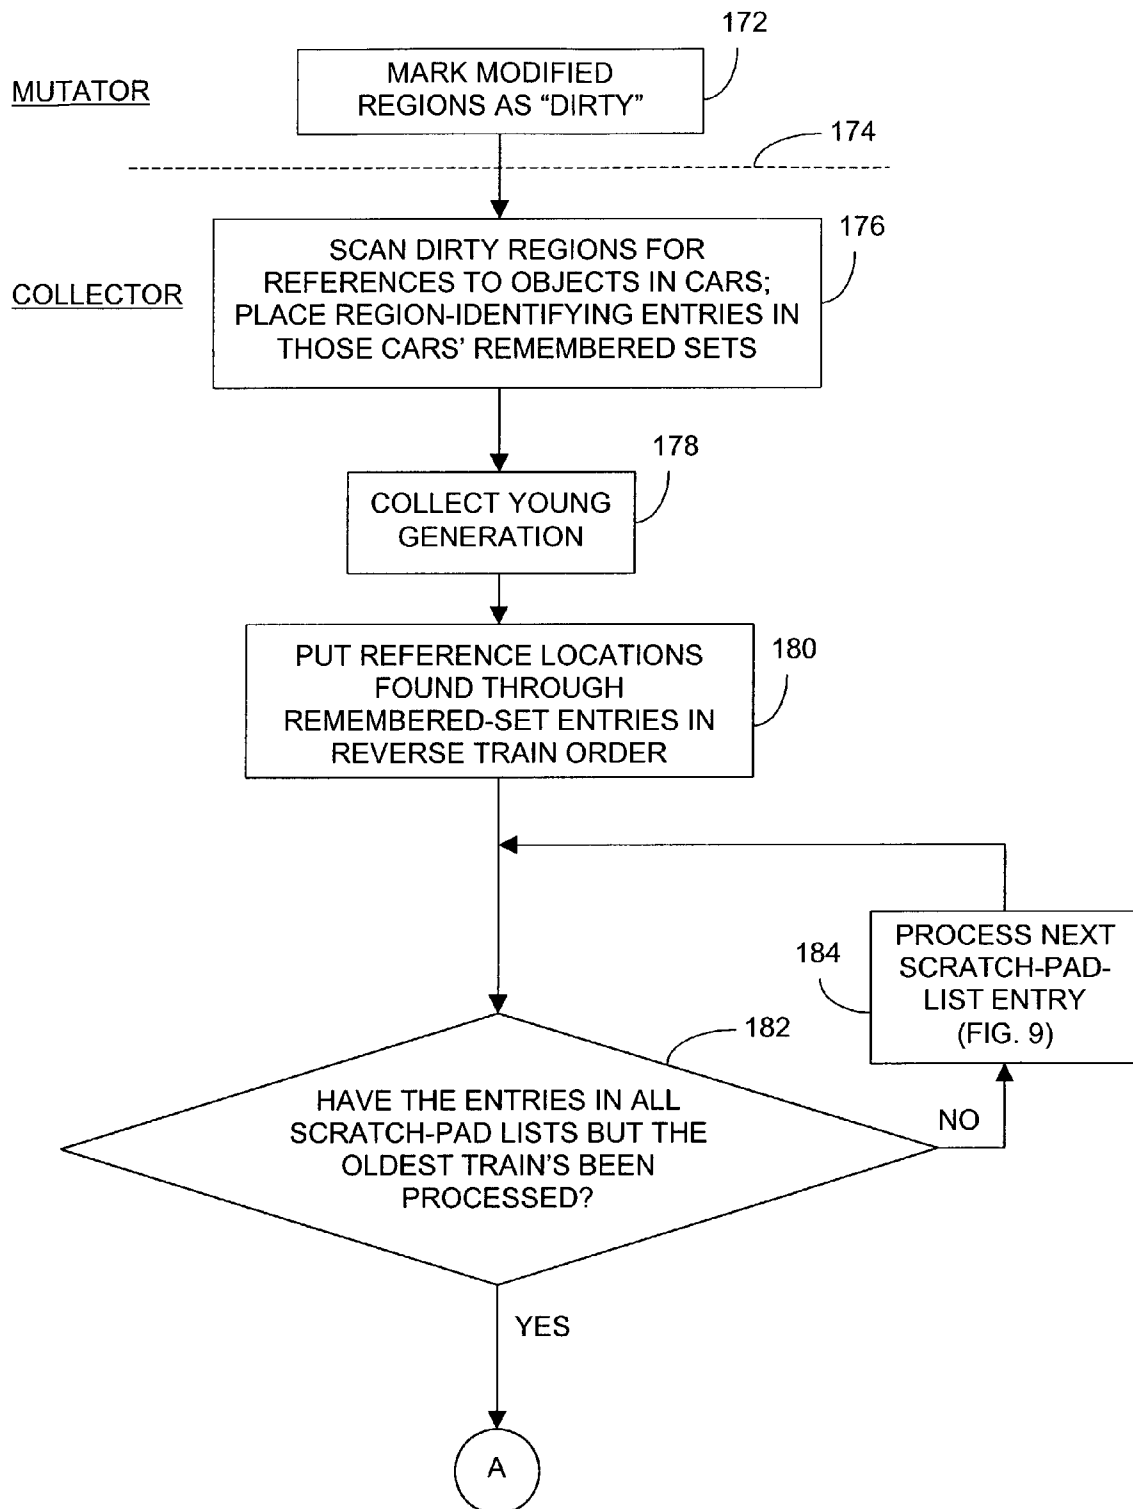 172
MUTATOR
MARK MODIFIED
REGIONS AS “DIRTY”
174
176
COLLECTOR
SCAN DIRTY REGIONS FOR
REFERENCES TO OBJECTS IN CARS;
PLACE REGION-IDENTIFYING ENTRIES IN
THOSE CARS’ REMEMBERED SETS
178
COLLECT YOUNG
GENERATION
180
PUT REFERENCE LOCATIONS
FOUND THROUGH
REMEMBERED-SET ENTRIES IN
REVERSE TRAIN ORDER
184
PROCESS NEXT
SCRATCH-PAD-
LIST ENTRY
(FIG. 9)
182
HAVE THE ENTRIES IN ALL
SCRATCH-PAD LISTS BUT THE
OLDEST TRAIN’S BEEN
PROCESSED?
NO
YES
A